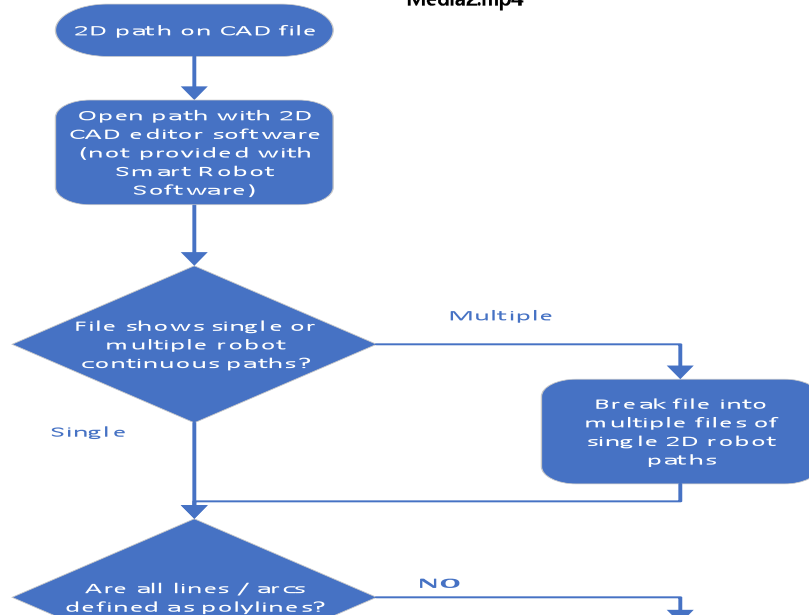 Media2.mp4
2D path on CAD file
Open path with 2D
CAD editor software
(not provided with
Smart Robot
Software)
File shows single or
multiple robot
continuous paths?
Multiple
Single
Break file into
multiple files of
single 2D robot
paths
Are all lines / arcs
defined as polylines?
NO